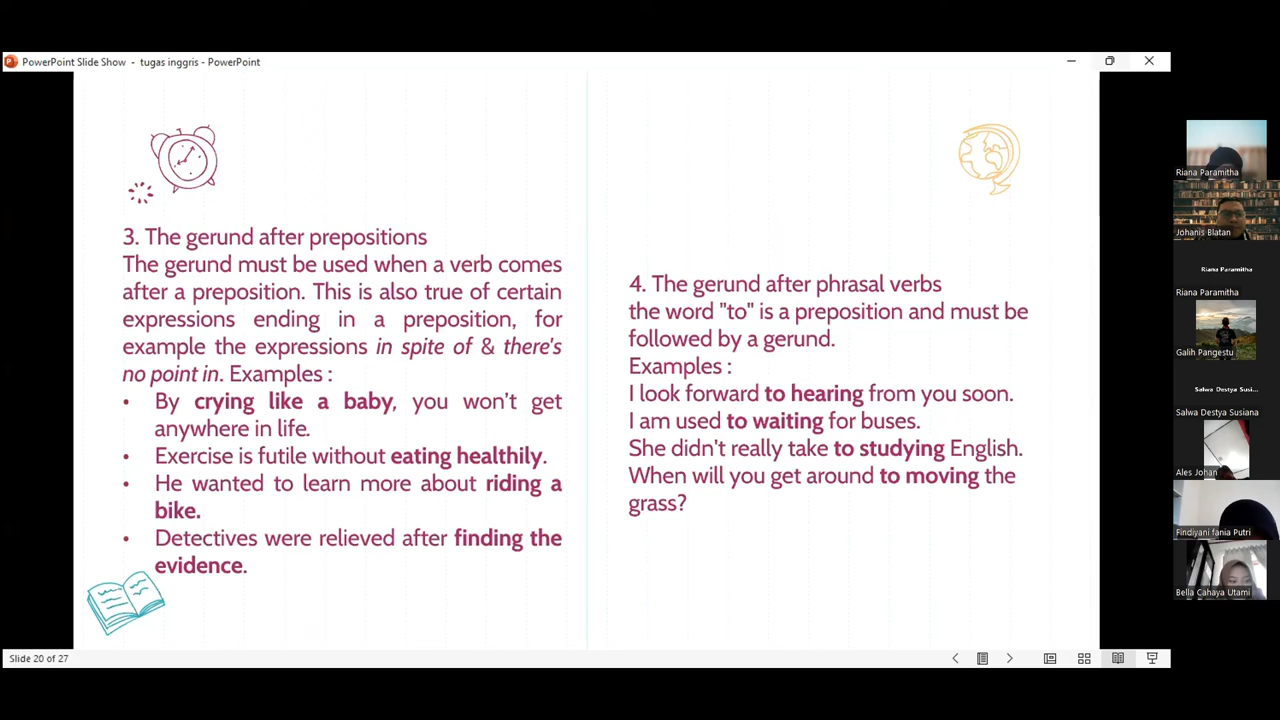 PowerPoint Slide Show - tugas inggris - PowerPoint
3. The gerund after prepositions
The gerund must be used when a verb comes
after a preposition. This is also true of certain
expressions ending in a preposition, for
example the expressions in spite of & there's
no point in. Examples :
• By crying like a baby, you won't get
anywhere in life.
• Exercise is futile without eating healthily.
• He wanted to learn more about riding a
bike.
• Detectives were relieved after finding the
evidence.
4. The gerund after phrasal verbs
the word "to" is a preposition and must be
followed by a gerund.
Examples :
I look forward to hearing from you soon.
I am used to waiting for buses.
She didn't really take to studying English.
When will you get around to moving the
grass?
Slide 20 of 27
Riana Paramitha
Johanis Blatan
Riana Paramitha
Riana Paramitha
Galih Pangestu
Salwa Destya Susi...
Salwa Destya Susiana
Ales Johan
Findiyani fania Putri
Bella Cahaya Utami